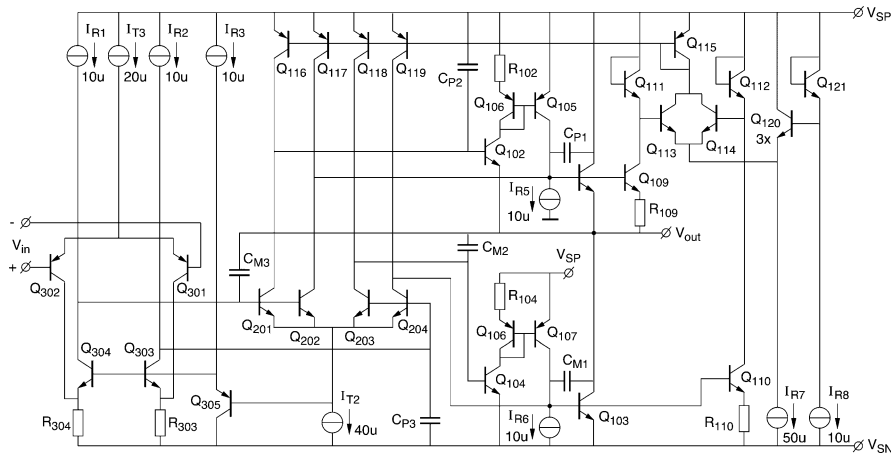 V_SP
I_R1 I_T3 I_R2 I_R3
10u 20u 10u 10u
Q_116 Q_117 Q_118 Q_119
C_P2
R_102
Q_106 Q_105
Q_102
C_P1
I_R5
10u
Q_111
Q_109
R_109
Q_115
Q_113 Q_114
Q_112
Q_120
3x
Q_121
V_out
-
V_in
+
Q_302 Q_301
C_M3
C_M2
V_SP
R_104
Q_106 Q_107
Q_104
C_M1
Q_201 Q_202 Q_203 Q_204
Q_304 Q_303
Q_305
R_304 R_303
I_T2
40u
C_P3
I_R6
10u
Q_103
Q_110
R_110
I_R7
50u
I_R8
10u
V_SN